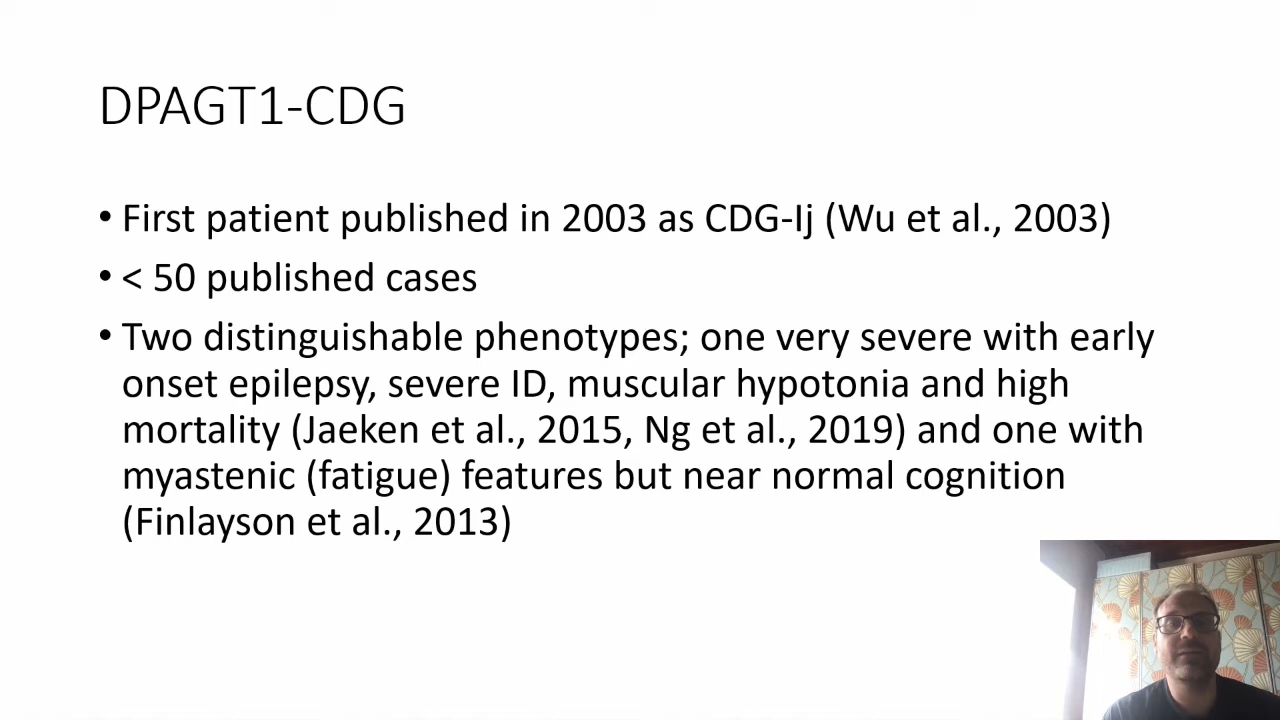 DPAGT1-CDG
• First patient published in 2003 as CDG-Ij (Wu et al., 2003)
• < 50 published cases
• Two distinguishable phenotypes; one very severe with early
onset epilepsy, severe ID, muscular hypotonia and high
mortality (Jaeken et al., 2015, Ng et al., 2019) and one with
myastenic (fatigue) features but near normal cognition
(Finlayson et al., 2013)